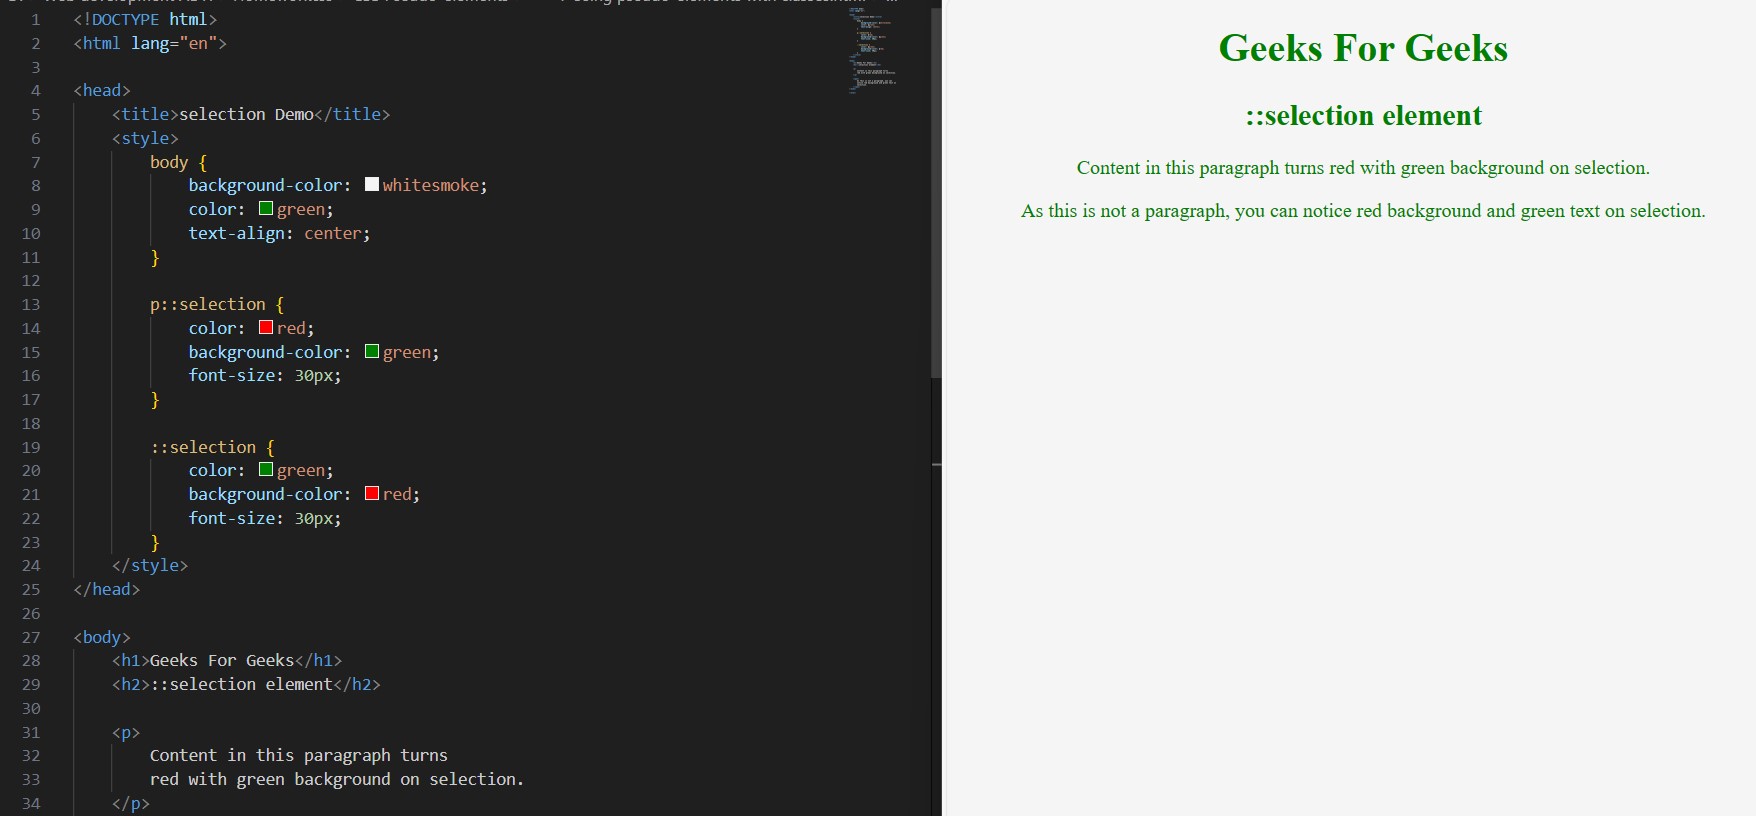 1 <!DOCTYPE html>
2 <html lang="en">
3
4 <head>
5 <title>selection Demo</title>
6 <style>
7 body {
8 background-color: whitesmoke;
9 color: green;
10 text-align: center;
11 }
12
13 p::selection {
14 color: red;
15 background-color: green;
16 font-size: 30px;
17 }
18
19 ::selection {
20 color: green;
21 background-color: red;
22 font-size: 30px;
23 }
24 </style>
25 </head>
26
27 <body>
28 <h1>Geeks For Geeks</h1>
29 <h2>::selection element</h2>
30
31 <p>
32 Content in this paragraph turns
33 red with green background on selection.
34 </p>
Geeks For Geeks
::selection element
Content in this paragraph turns red with green background on selection.
As this is not a paragraph, you can notice red background and green text on selection.